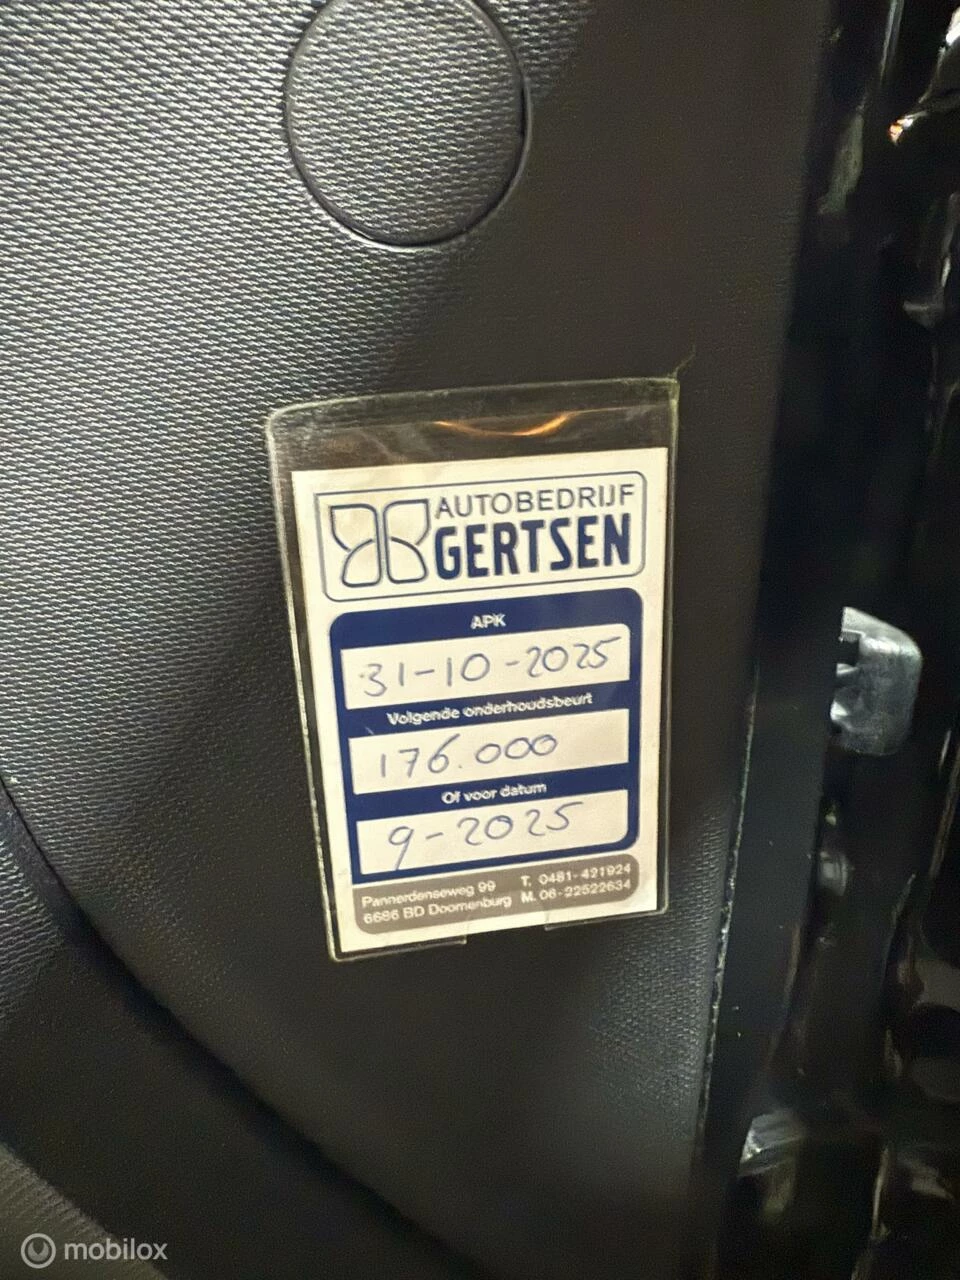 AUTOBEDRIJF
GERTSEN
APK
31-10-2025
Volgende onderhoudsbeurt
176.000
Of voor datum
9-2025
Pannerdenseweg 99 T. 0481-421924
6686 BD Doornenburg M. 06-22522634
mobilox